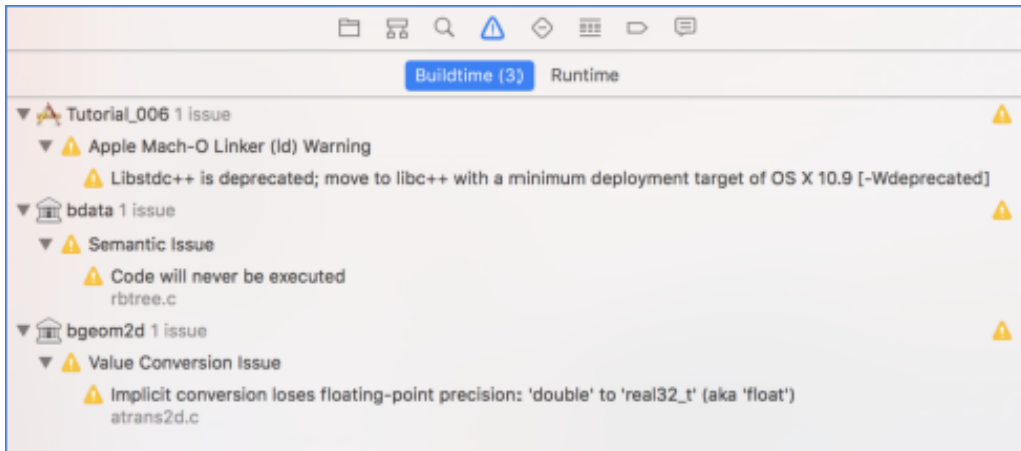 Buildtime (3) Runtime
Tutorial_006 1 issue
Apple Mach-O Linker (ld) Warning
Libstdc++ is deprecated; move to libc++ with a minimum deployment target of OS X 10.9 [-Wdeprecated]
bdata 1 issue
Semantic Issue
Code will never be executed
rbtree.c
bgeom2d 1 issue
Value Conversion Issue
Implicit conversion loses floating-point precision: 'double' to 'real32_t' (aka 'float')
atrans2d.c